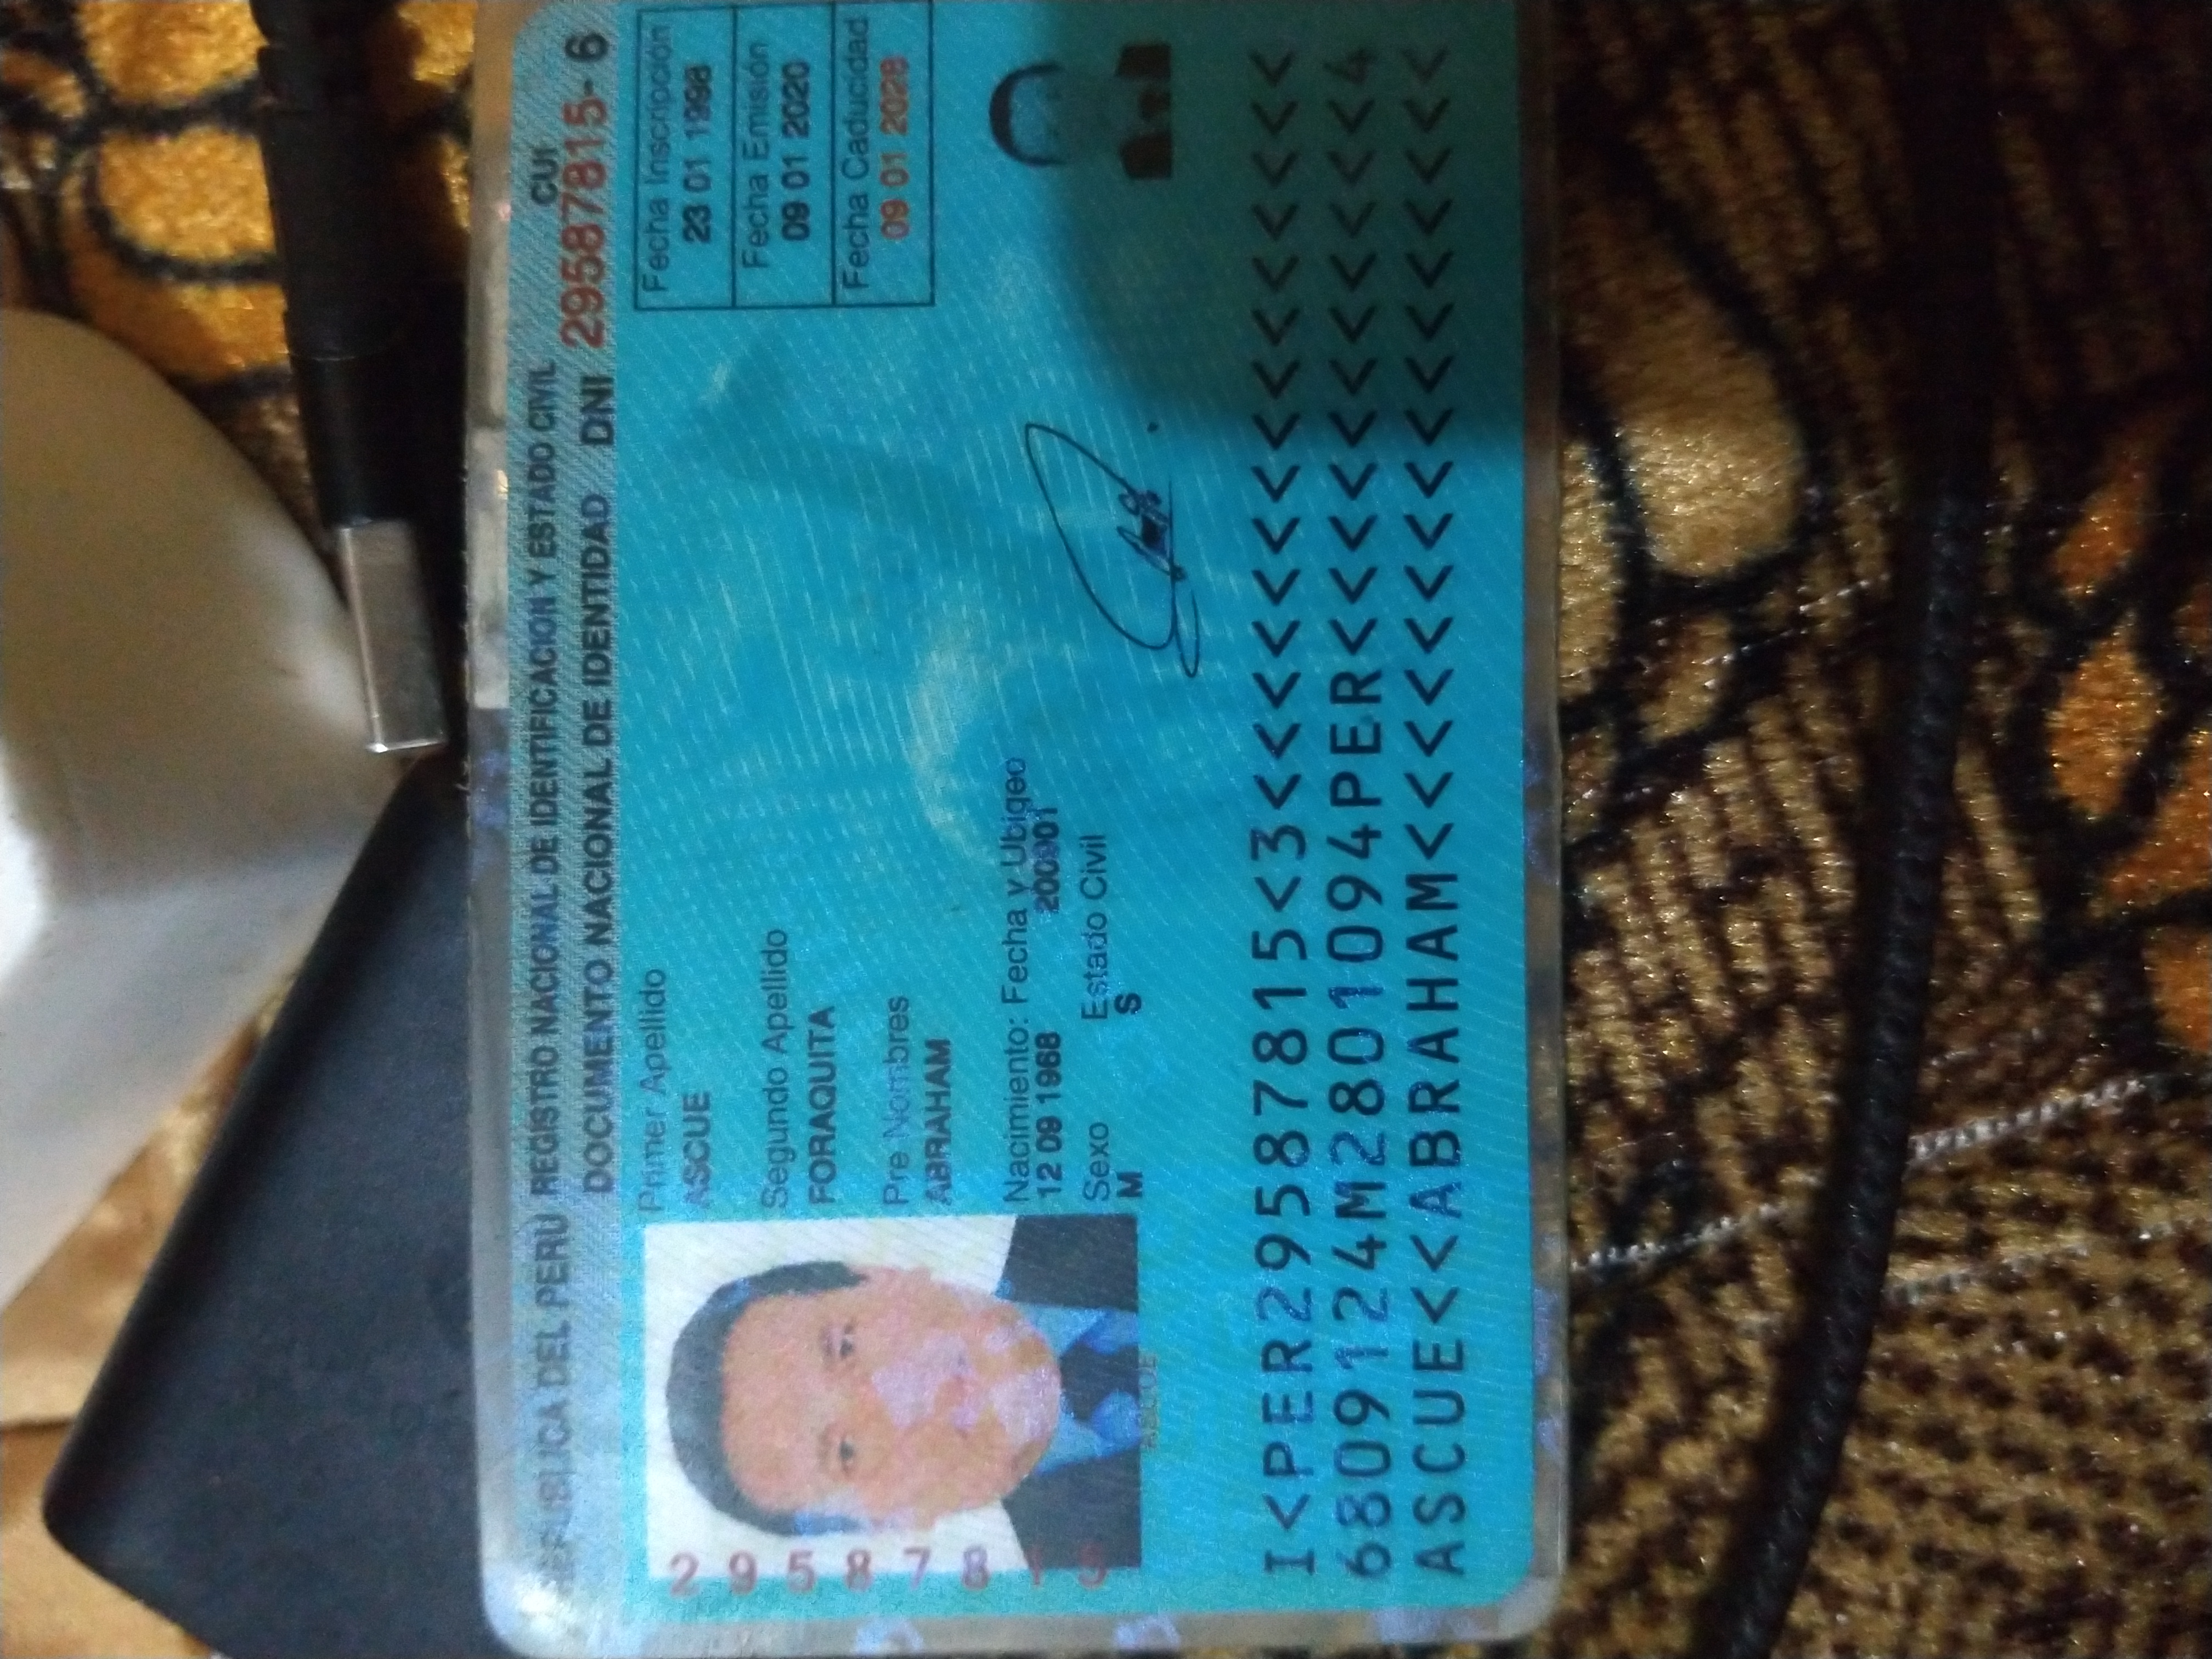 REPUBLICA DEL PERU REGISTRO NACIONAL DE IDENTIFICACION Y ESTADO CIVIL
CUI
DOCUMENTO NACIONAL DE IDENTIDAD DNI 29587815-6
Primer Apellido
ASCUE
Segundo Apellido
FORAQUITA
Pre Nombres
ABRAHAM
Nacimiento: Fecha y Ubigeo
12 09 1968 200901
Sexo Estado Civil
M S
Fecha Inscripción
23 01 1998
Fecha Emisión
09 01 2020
Fecha Caducidad
09 01 2028
29587815
I<PER29587815<3<<<<<<<<<<<<<<<
6809124M2801094PER<<<<<<<<<<<4
ASCUE<<ABRAHAM<<<<<<<<<<<<<<<<